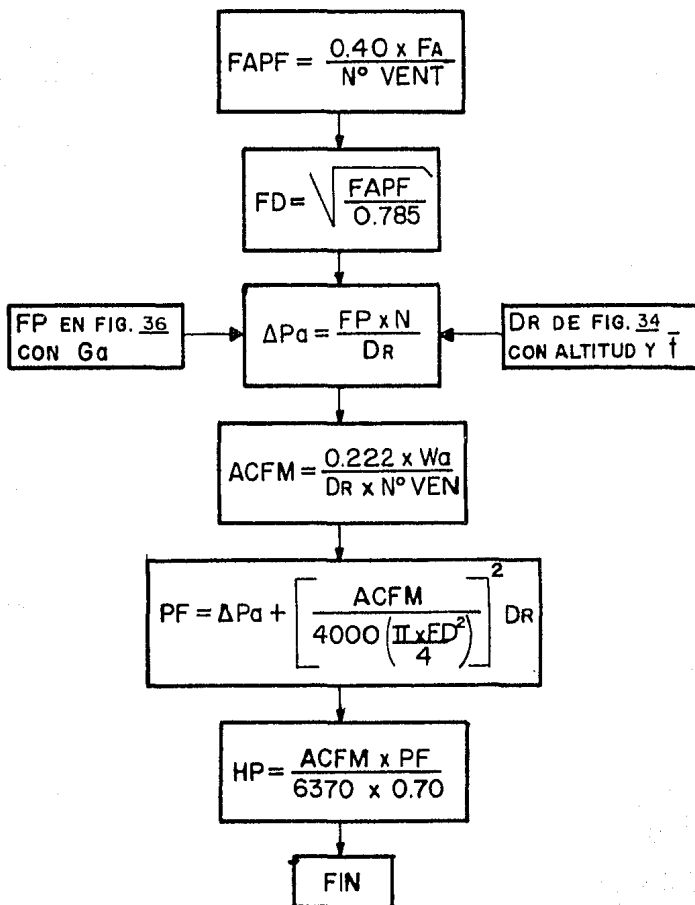 FAPF = 0.40 x FA / Nº VENT
FD = √ FAPF / 0.785
FP EN FIG. 36
CON Ga
ΔPa = FP x N / DR
DR DE FIG. 34
CON ALTITUD Y t̄
ACFM = 0.222 x Wa / DR x Nº VEN
PF = ΔPa + [ ACFM / 4000 ( II x FD² / 4 ) ]² DR
HP = ACFM x PF / 6370 x 0.70
FIN